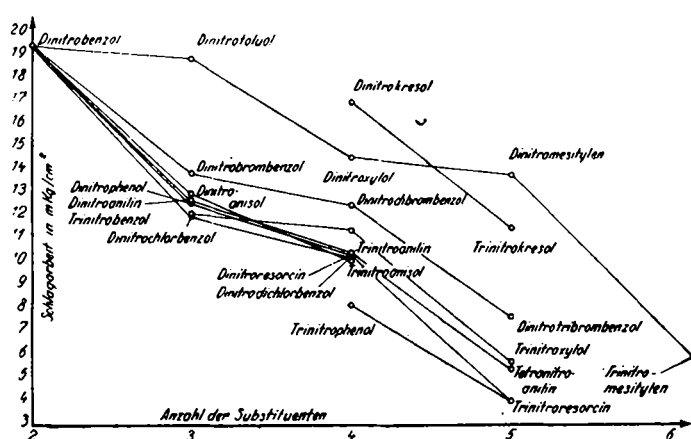 20
Dinitrobenzol
Dinitrotoluol
19
18
Dinitrokresol
17
16
15
Dinitromesitylen
14
Dinitrobrombenzol
Dinitroxylol
13
Dinitrophenol
Dinitro-
anisol
Dinitrodibrombenzol
Dinitroanilin
12
Trinitrobenzol
Dinitrochlorbenzol
Trinitrokresol
11
Trinitroanilin
10
Dinitroresorcin
Trinitroanisol
9
Dinitrodichlorbenzol
8
Trinitrophenol
Dinitrotribrombenzol
7
Trinitroxylol
6
Tetranitro-
anilin
Trinitro-
mesitylen
5
4
Trinitroresorcin
3
Schlagarbeit in mKg/cm²
Anzahl der Substituenten
2 3 4 5 6